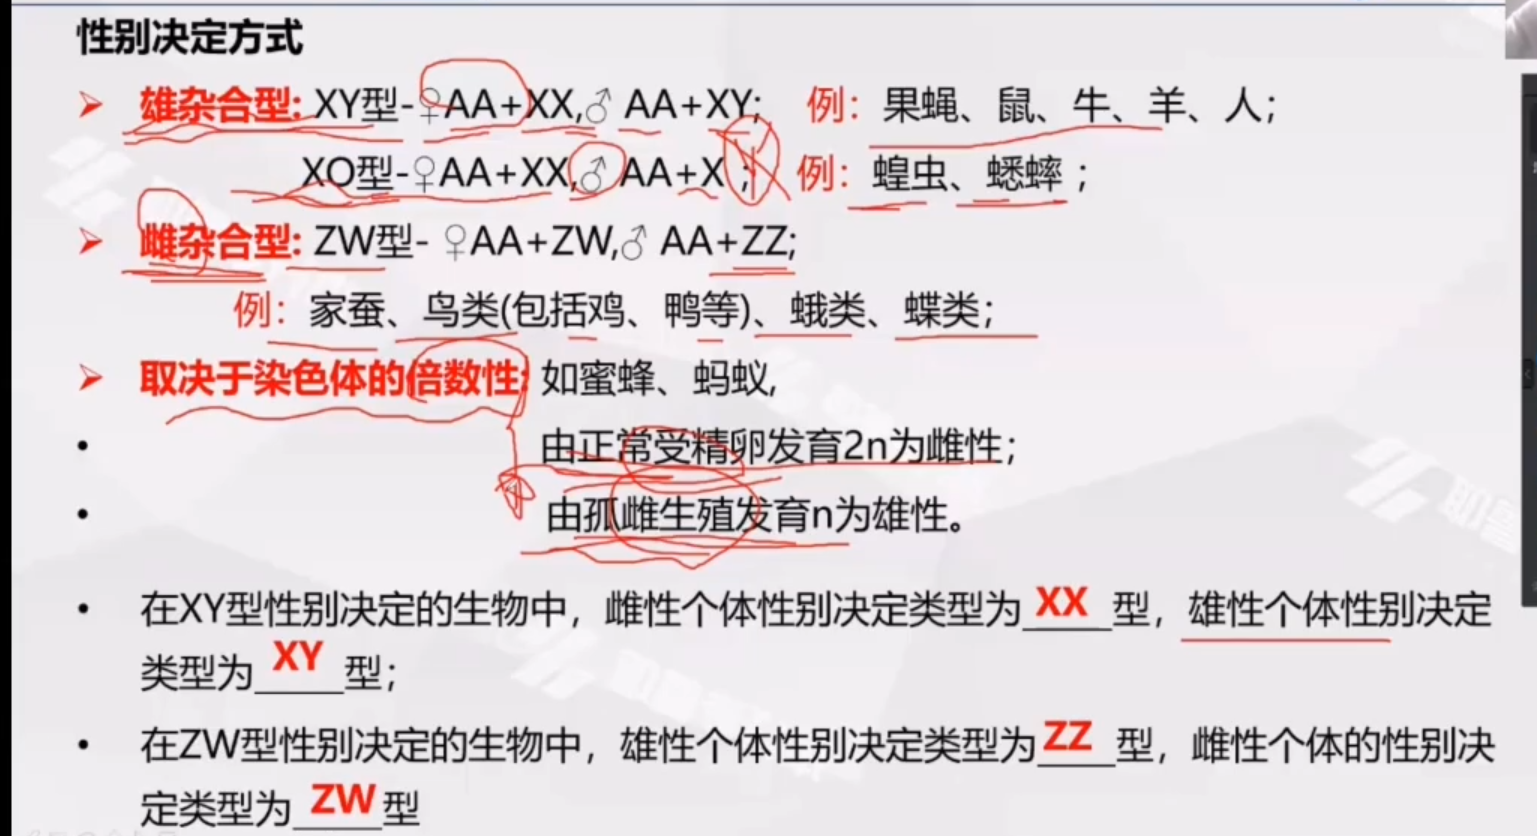 性别决定方式
➢ 雄杂合型: XY型-♀AA+XX,♂ AA+XY; 例：果蝇、鼠、牛、羊、人；
XO型-♀AA+XX,♂AA+X ; 例：蝗虫、蟋蟀；
➢ 雌杂合型: ZW型- ♀AA+ZW,♂ AA+ZZ;
例：家蚕、鸟类(包括鸡、鸭等)、蛾类、蝶类；
➢ 取决于染色体的倍数性: 如蜜蜂、蚂蚁,
• 由正常受精卵发育2n为雌性；
• 由孤雌生殖发育n为雄性。
• 在XY型性别决定的生物中，雌性个体性别决定类型为 XX 型，雄性个体性别决定
类型为 XY 型；
• 在ZW型性别决定的生物中，雄性个体性别决定类型为 ZZ 型，雌性个体的性别决
定类型为 ZW 型